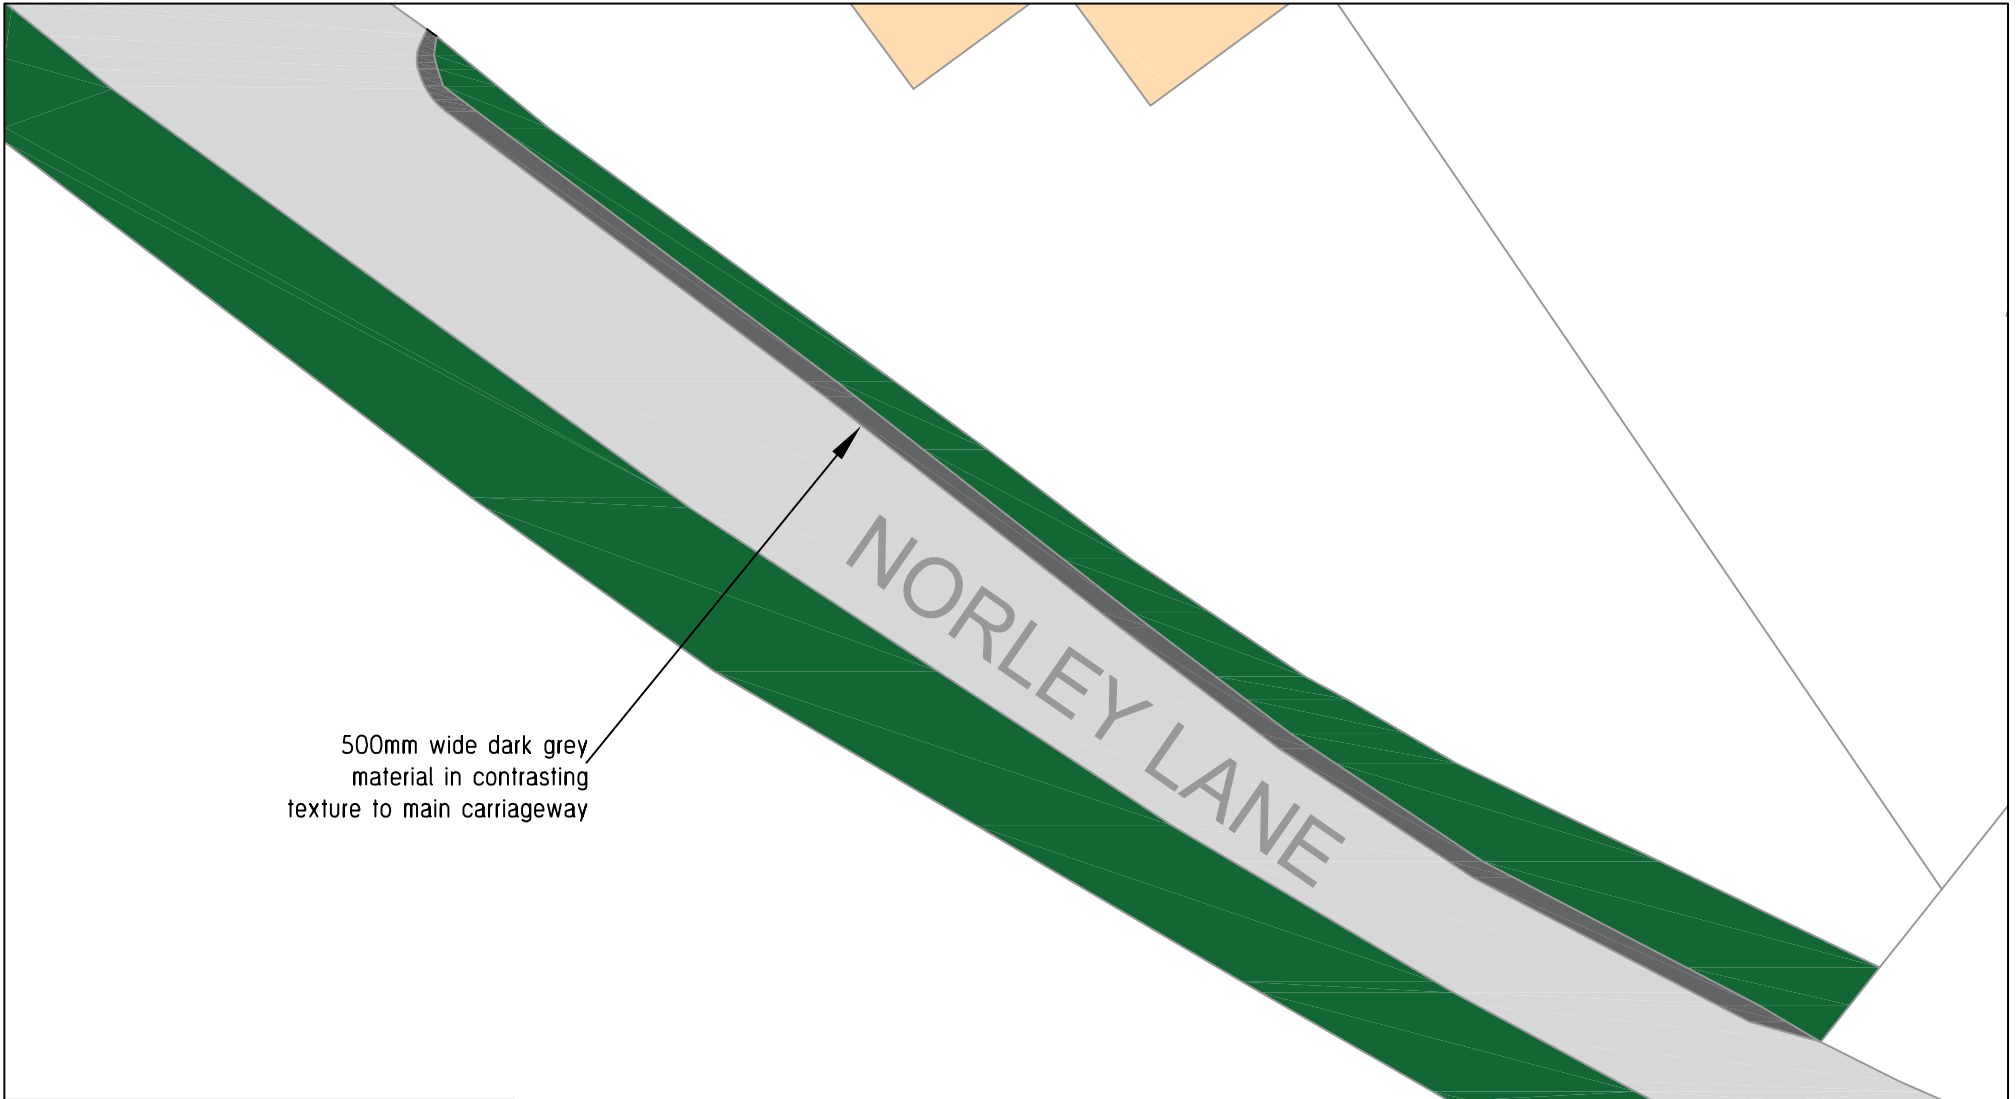 NORLEY LANE
500mm wide dark grey
material in contrasting
texture to main carriageway